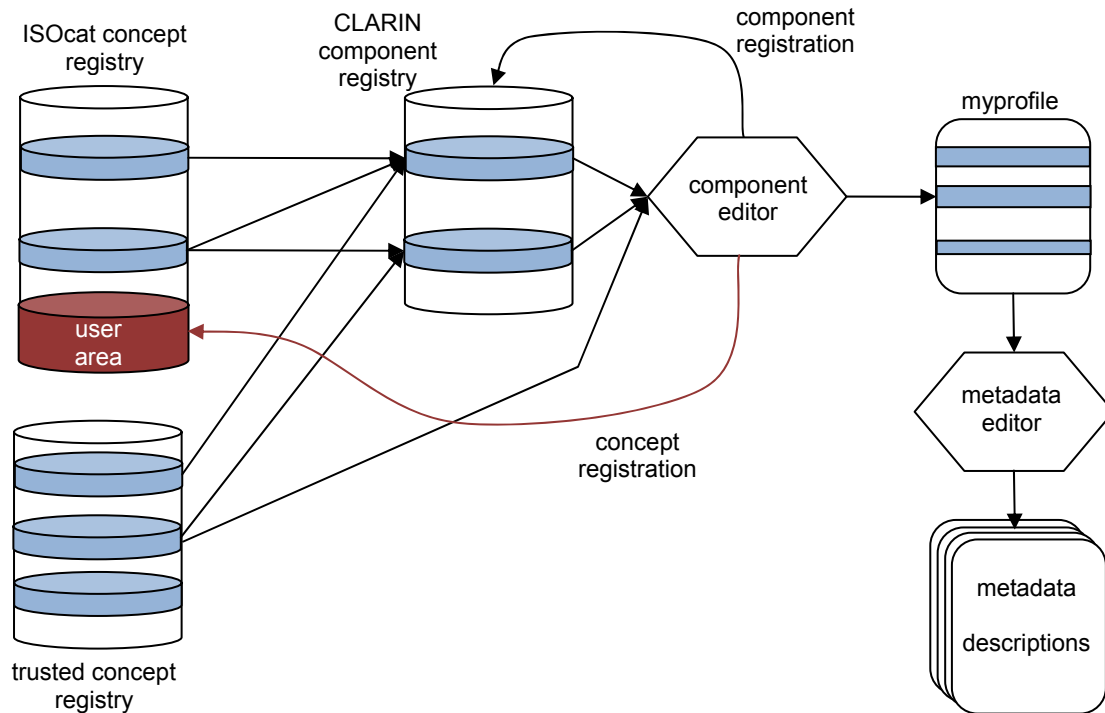 ISOcat concept
registry
CLARIN
component
registry
component
registration
myprofile
component
editor
user
area
metadata
editor
concept
registration
metadata
descriptions
trusted concept
registry